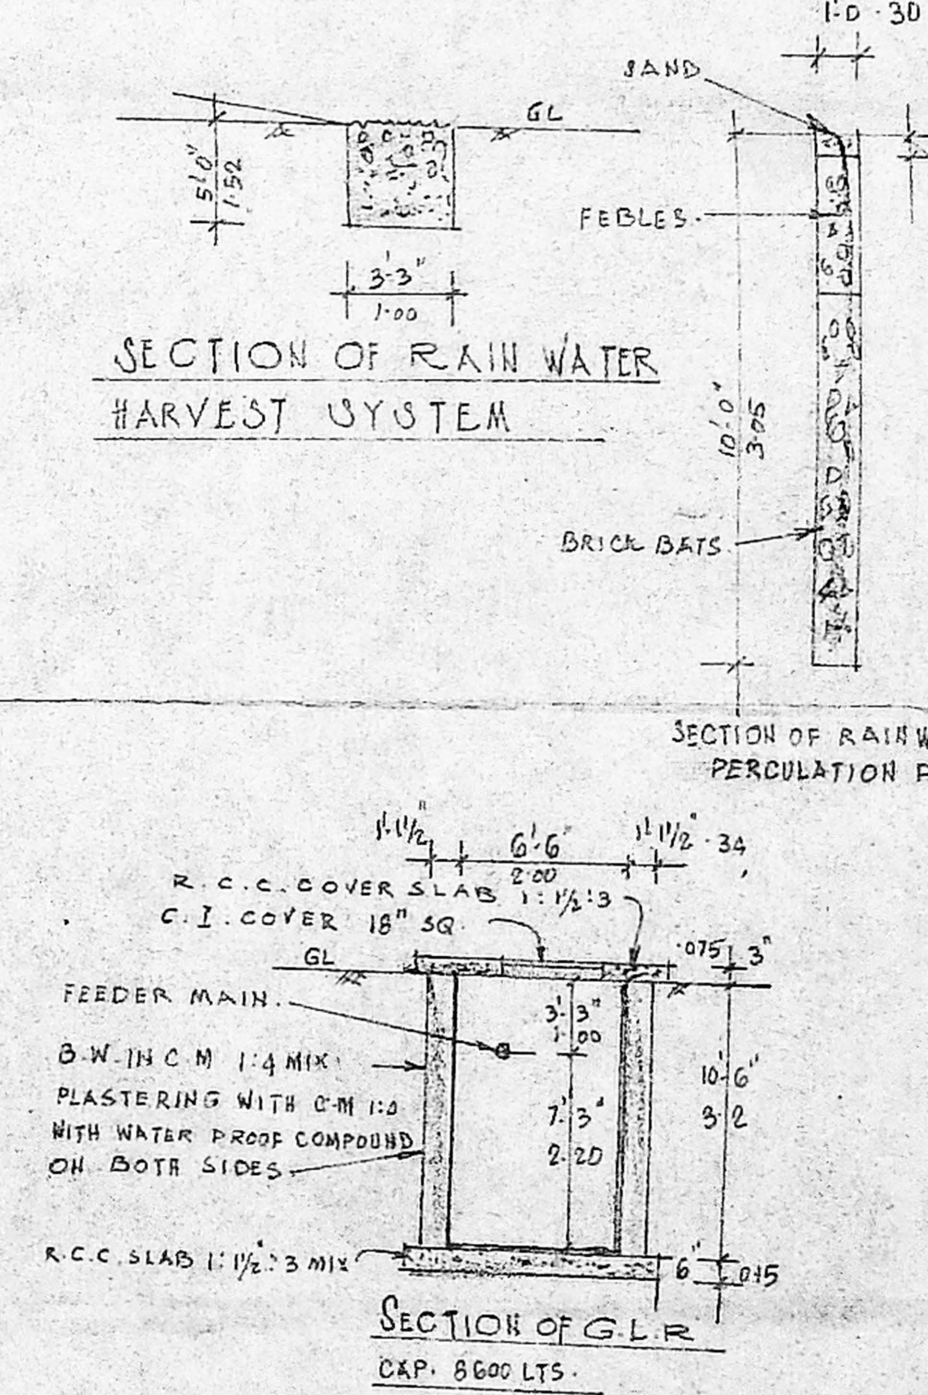 1'-0 · 30
SAND
GL
5'-0"
1·52
FEBLES.
3'-3"
1·00
SECTION OF RAIN WATER
HARVEST SYSTEM
10'-0"
3·05
BRICK BATS.
SECTION OF RAIN W
PERCULATION P
1'-1½"
6'-6"
2·00
1'-1½" · 34
R.C.C. COVER SLAB 1:1½:3
C.I. COVER 18" SQ.
GL
·075
3"
FEEDER MAIN.
3'-3"
1·00
B.W. IN C M 1:4 MIX
10'-6"
3·2
PLASTERING WITH C·M
7'-3"
2·20
WITH WATER PROOF COMPOUND
ON BOTH SIDES
R.C.C. SLAB 1:1½:3 MIX
6"
0·15
SECTION OF G.L.R
CAP. 8600 LTS.